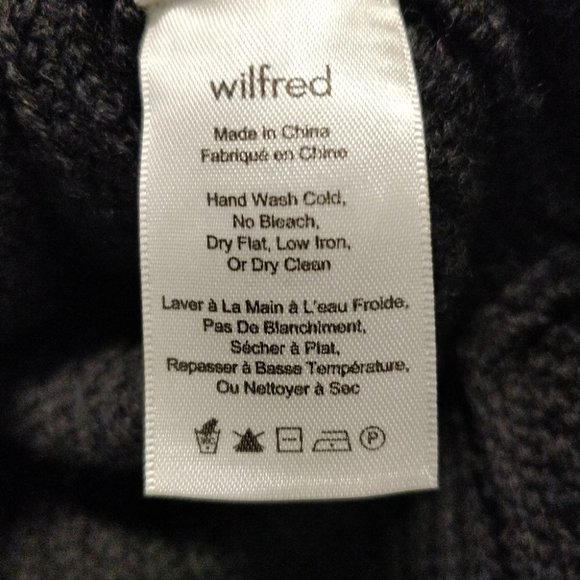 wilfred
Made in China
Fabriqué en Chine
Hand Wash Cold,
No Bleach,
Dry Flat, Low Iron,
Or Dry Clean
Laver à La Main à L'eau Froide,
Pas De Blanchiment,
Sécher à Plat,
Repasser à Basse Température,
Ou Nettoyer à Sec
P